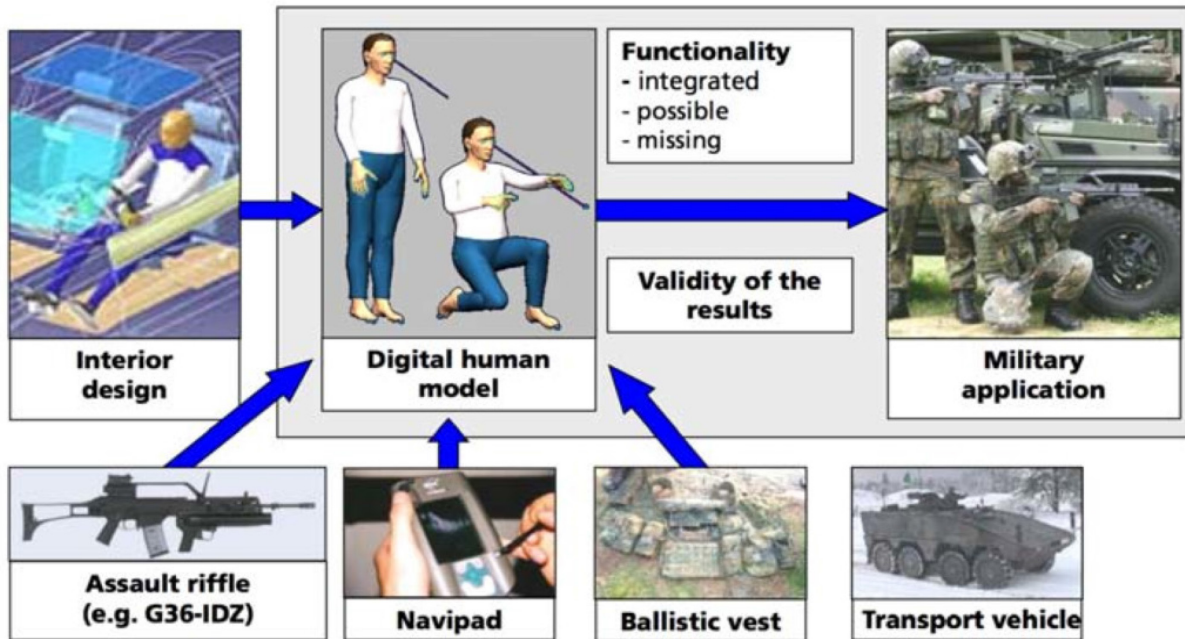 Functionality
- integrated
- possible
- missing
Validity of the
results
Interior
design
Digital human
model
Military
application
Assault riffle
(e.g. G36-IDZ)
Navipad
Ballistic vest
Transport vehicle